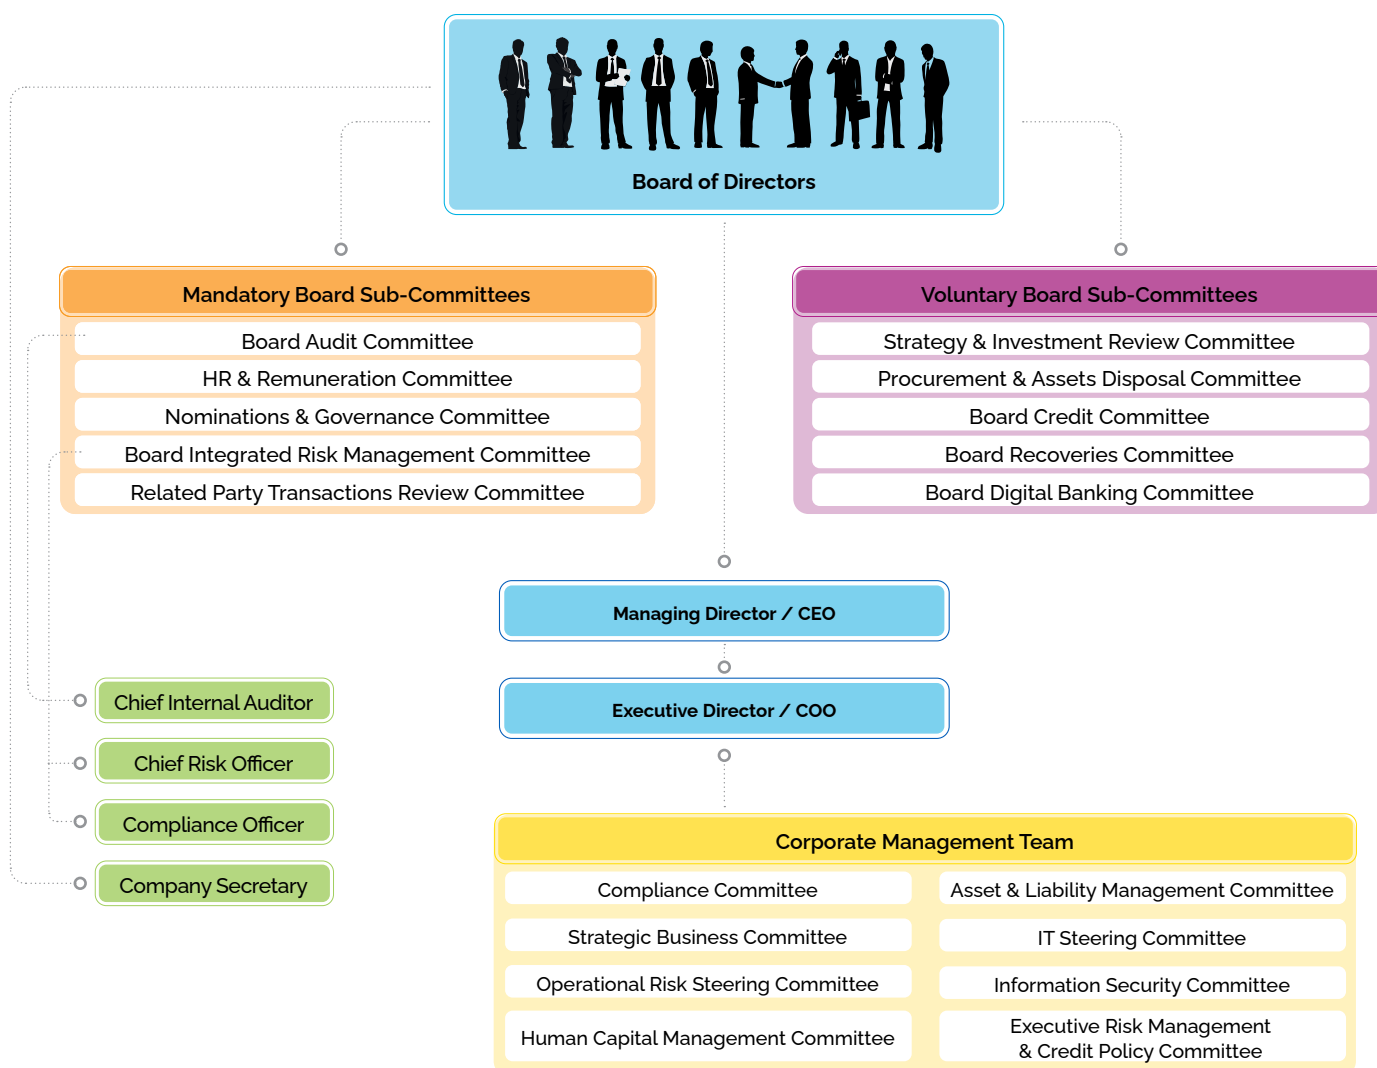 Board of Directors
Mandatory Board Sub-Committees
Board Audit Committee
HR & Remuneration Committee
Nominations & Governance Committee
Board Integrated Risk Management Committee
Related Party Transactions Review Committee
Voluntary Board Sub-Committees
Strategy & Investment Review Committee
Procurement & Assets Disposal Committee
Board Credit Committee
Board Recoveries Committee
Board Digital Banking Committee
Managing Director / CEO
Executive Director / COO
Chief Internal Auditor
Chief Risk Officer
Compliance Officer
Company Secretary
Corporate Management Team
Compliance Committee
Strategic Business Committee
Operational Risk Steering Committee
Human Capital Management Committee
Asset & Liability Management Committee
IT Steering Committee
Information Security Committee
Executive Risk Management
& Credit Policy Committee